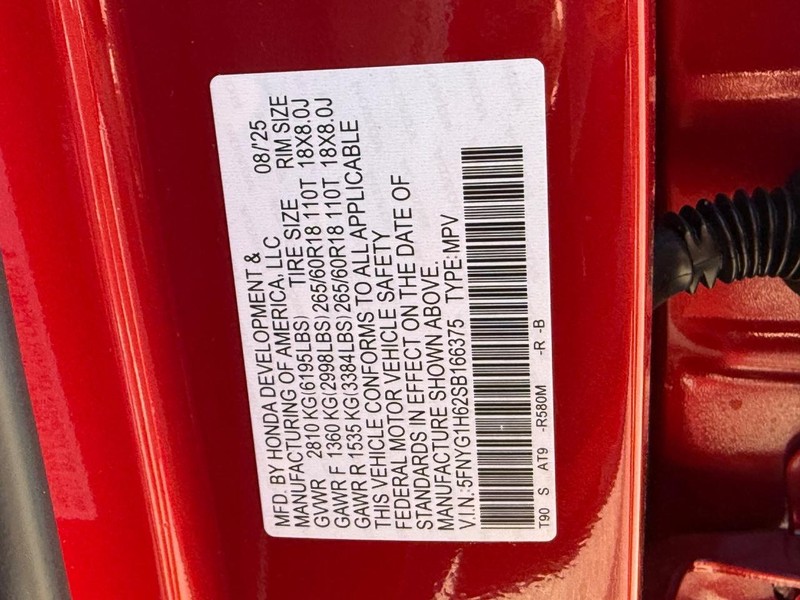 MFD. BY HONDA DEVELOPMENT &
MANUFACTURING OF AMERICA, LLC 08/'25
TIRE SIZE RIM SIZE
GVWR 2810 KG(6195LBS)
GAWR F 1360 KG(2998LBS) 265/60R18 110T 18X8.0J
GAWR R 1535 KG(3384LBS) 265/60R18 110T 18X8.0J
THIS VEHICLE CONFORMS TO ALL APPLICABLE
FEDERAL MOTOR VEHICLE SAFETY
STANDARDS IN EFFECT ON THE DATE OF
MANUFACTURE SHOWN ABOVE.
V.I.N.:5FNYG1H62SB166375 TYPE:MPV
T90 S AT9 -R580M -R -B